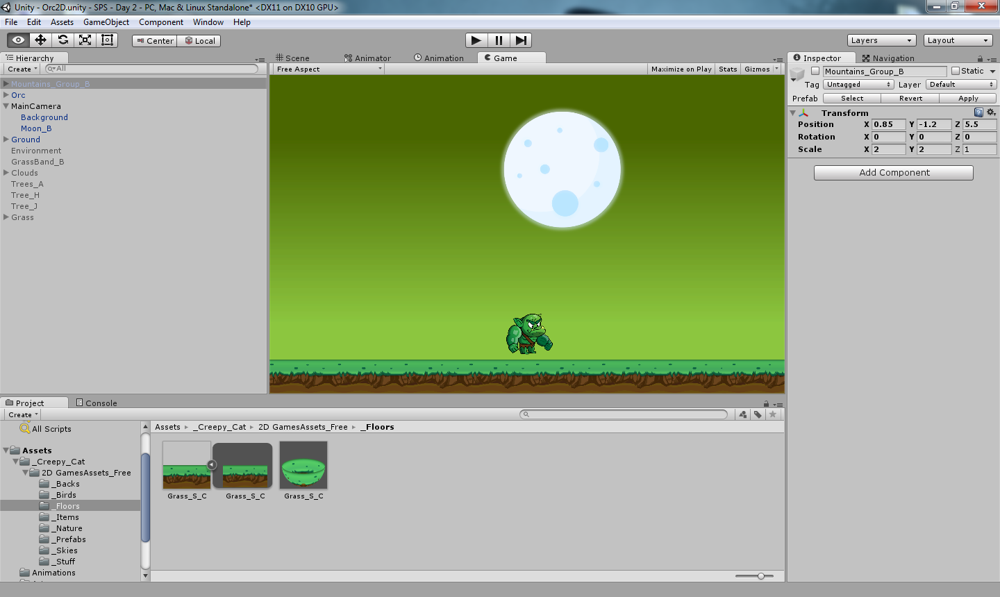 Unity - Orc2D.unity - SPS - Day 2 - PC, Mac & Linux Standalone* <DX11 on DX10 GPU>
File Edit Assets GameObject Component Window Help
Center Local Layers Layout
Hierarchy
Create All
Mountains_Group_B
Orc
MainCamera
Background
Moon_B
Ground
Environment
GrassBand_B
Clouds
Trees_A
Tree_H
Tree_J
Grass
Scene Animator Animation Game
Free Aspect Maximize on Play Stats Gizmos
Inspector Navigation
Mountains_Group_B Static
Tag Untagged Layer Default
Prefab Select Revert Apply
Transform
Position X 0.85 Y -1.2 Z 5.5
Rotation X 0 Y 0 Z 0
Scale X 2 Y 2 Z 1
Add Component
Project Console
Create
All Scripts
Assets
_Creepy_Cat
2D GamesAssets_Free
_Backs
_Birds
_Floors
_Items
_Nature
_Prefabs
_Skies
_Stuff
Animations
Assets _Creepy_Cat 2D GamesAssets_Free _Floors
Grass_S_C Grass_S_C Grass_S_C